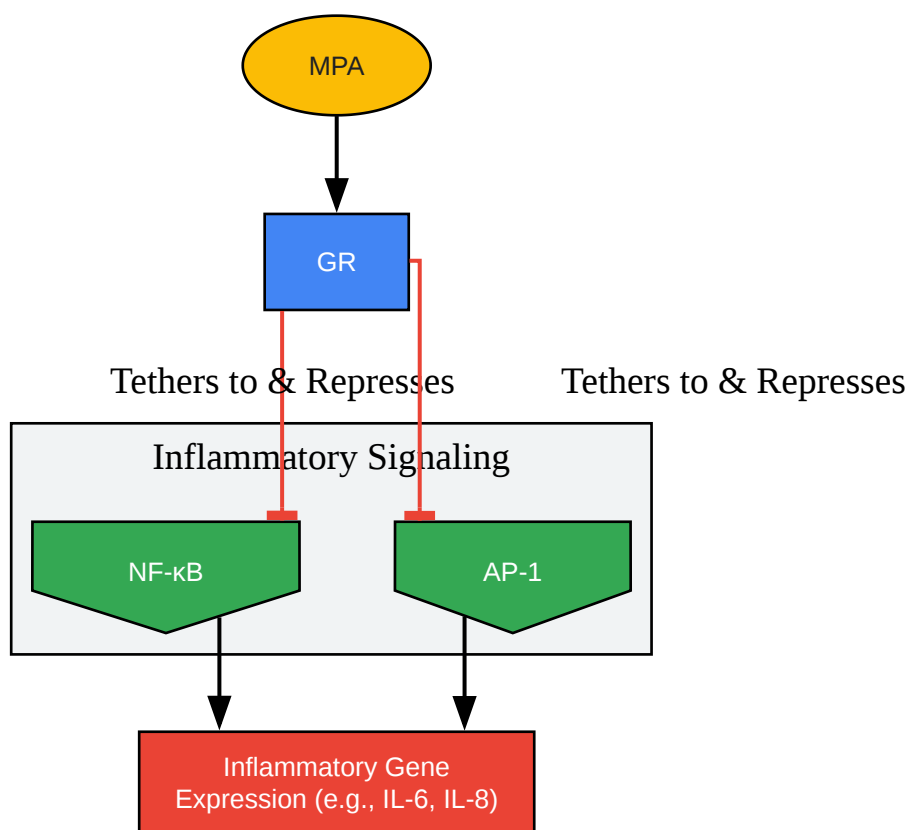 MPA
GR
Tethers to & Represses
Tethers to & Represses
Inflammatory Signaling
NF-κB
AP-1
Inflammatory Gene
Expression (e.g., IL-6, IL-8)